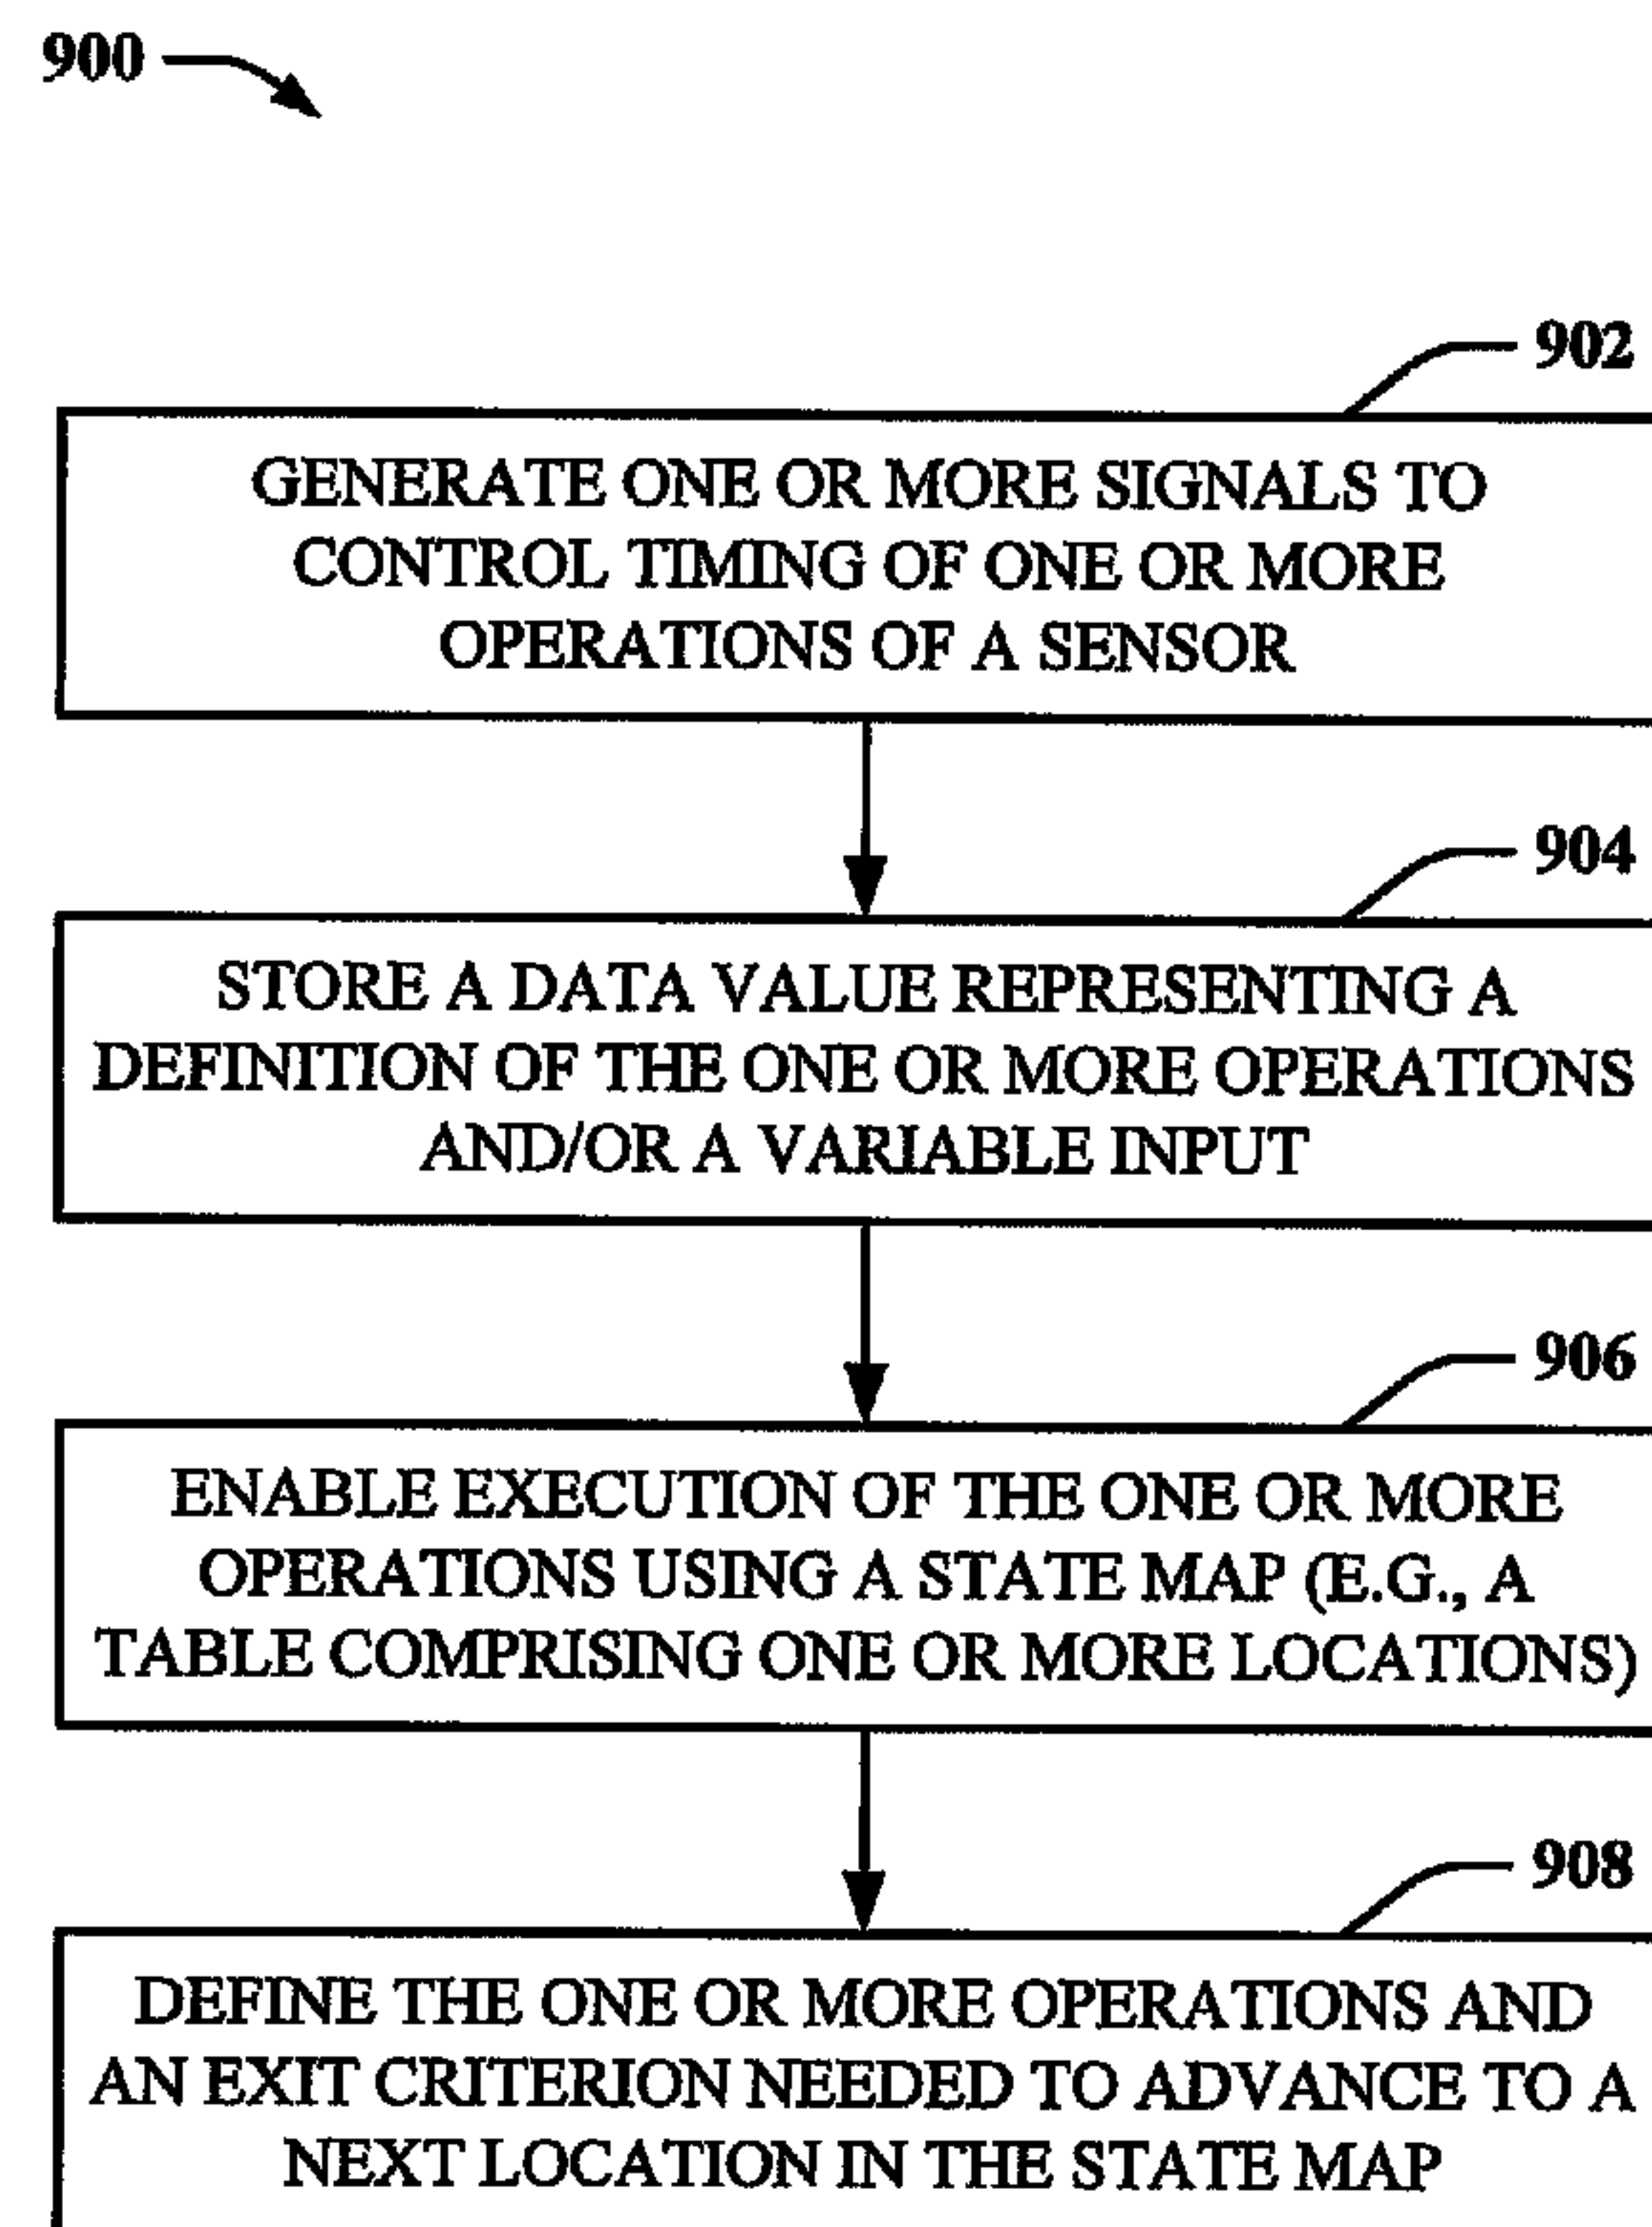 900
902
GENERATE ONE OR MORE SIGNALS TO
CONTROL TIMING OF ONE OR MORE
OPERATIONS OF A SENSOR
904
STORE A DATA VALUE REPRESENTING A
DEFINITION OF THE ONE OR MORE OPERATIONS
AND/OR A VARIABLE INPUT
906
ENABLE EXECUTION OF THE ONE OR MORE
OPERATIONS USING A STATE MAP (E.G., A
TABLE COMPRISING ONE OR MORE LOCATIONS)
908
DEFINE THE ONE OR MORE OPERATIONS AND
AN EXIT CRITERION NEEDED TO ADVANCE TO A
NEXT LOCATION IN THE STATE MAP